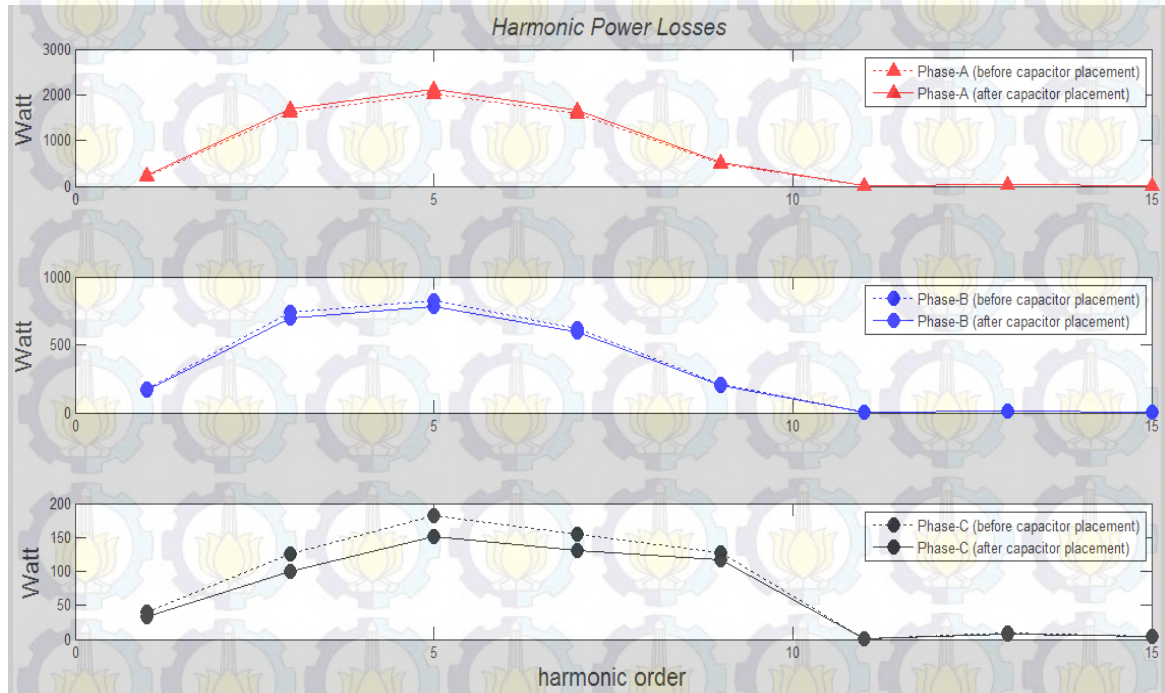 Harmonic Power Losses
3000
2000
1000
0
Watt
Phase-A (before capacitor placement)
Phase-A (after capacitor placement)
0 5 10 15
1000
500
0
Watt
Phase-B (before capacitor placement)
Phase-B (after capacitor placement)
0 5 10 15
200
150
100
50
0
Watt
Phase-C (before capacitor placement)
Phase-C (after capacitor placement)
0 5 10 15
harmonic order